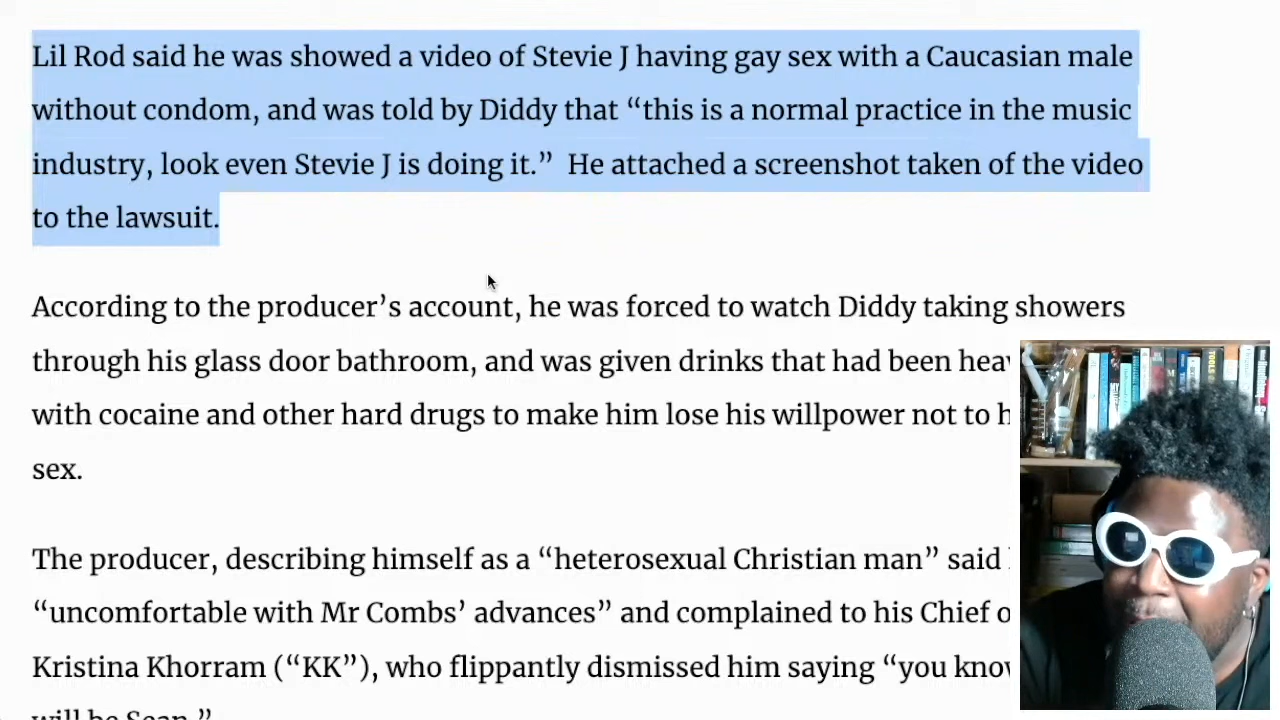 Lil Rod said he was showed a video of Stevie J having gay sex with a Caucasian male
without condom, and was told by Diddy that “this is a normal practice in the music
industry, look even Stevie J is doing it.”  He attached a screenshot taken of the video
to the lawsuit.
According to the producer’s account, he was forced to watch Diddy taking showers
through his glass door bathroom, and was given drinks that had been
with cocaine and other hard drugs to make him lose his willpower not to
sex.
The producer, describing himself as a “heterosexual Christian man” said
“uncomfortable with Mr Combs’ advances” and complained to his Chief
Kristina Khorram (“KK”), who flippantly dismissed him saying “you
will be Sean.”
TOOLS